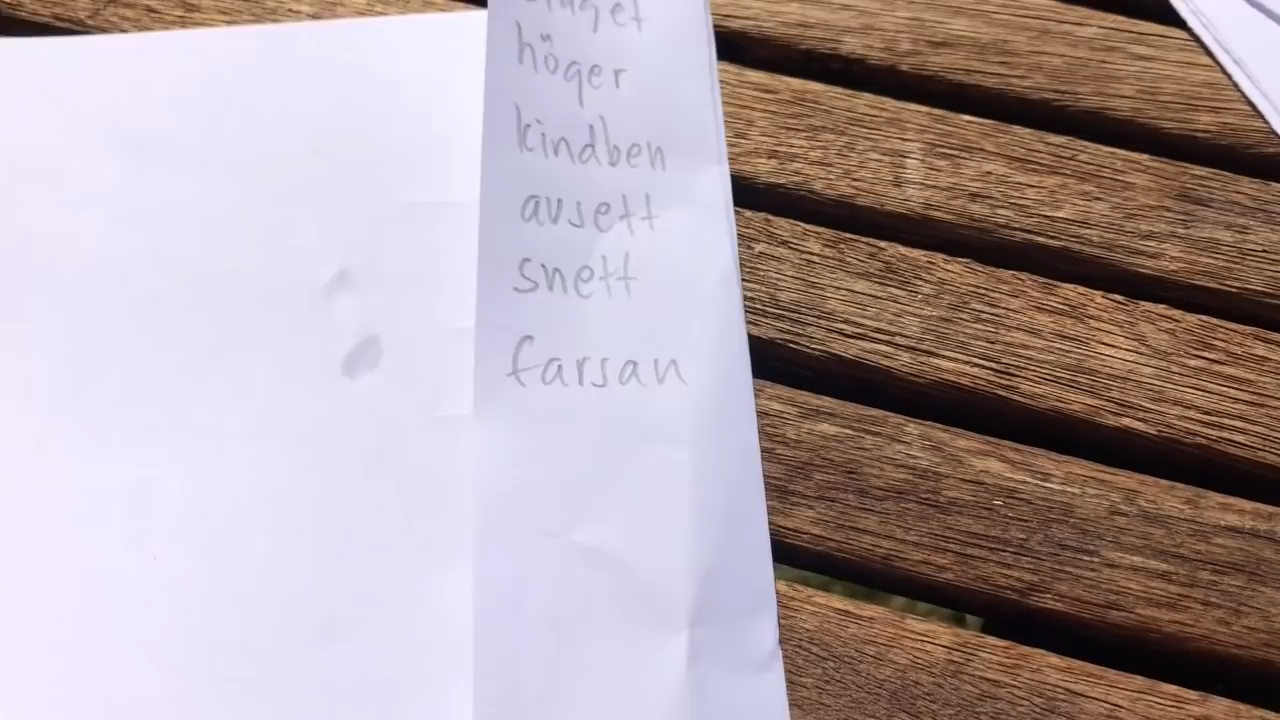 höger
kindben
avsett
snett
farsan